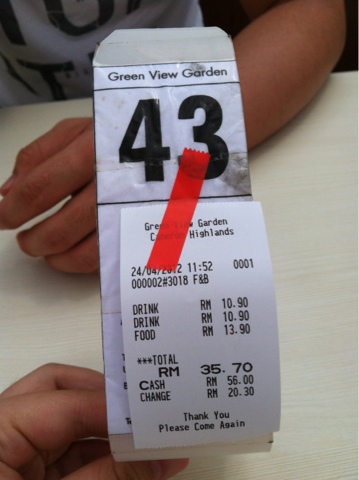 Green View Garden
43
Green View Garden
Cameron Highlands
24/04/2012 11:52 0001
000002#3018 F&B
DRINK RM 10.90
DRINK RM 10.90
FOOD RM 13.90
***TOTAL
RM 35.70
CASH RM 56.00
CHANGE RM 20.30
Thank You
Please Come Again